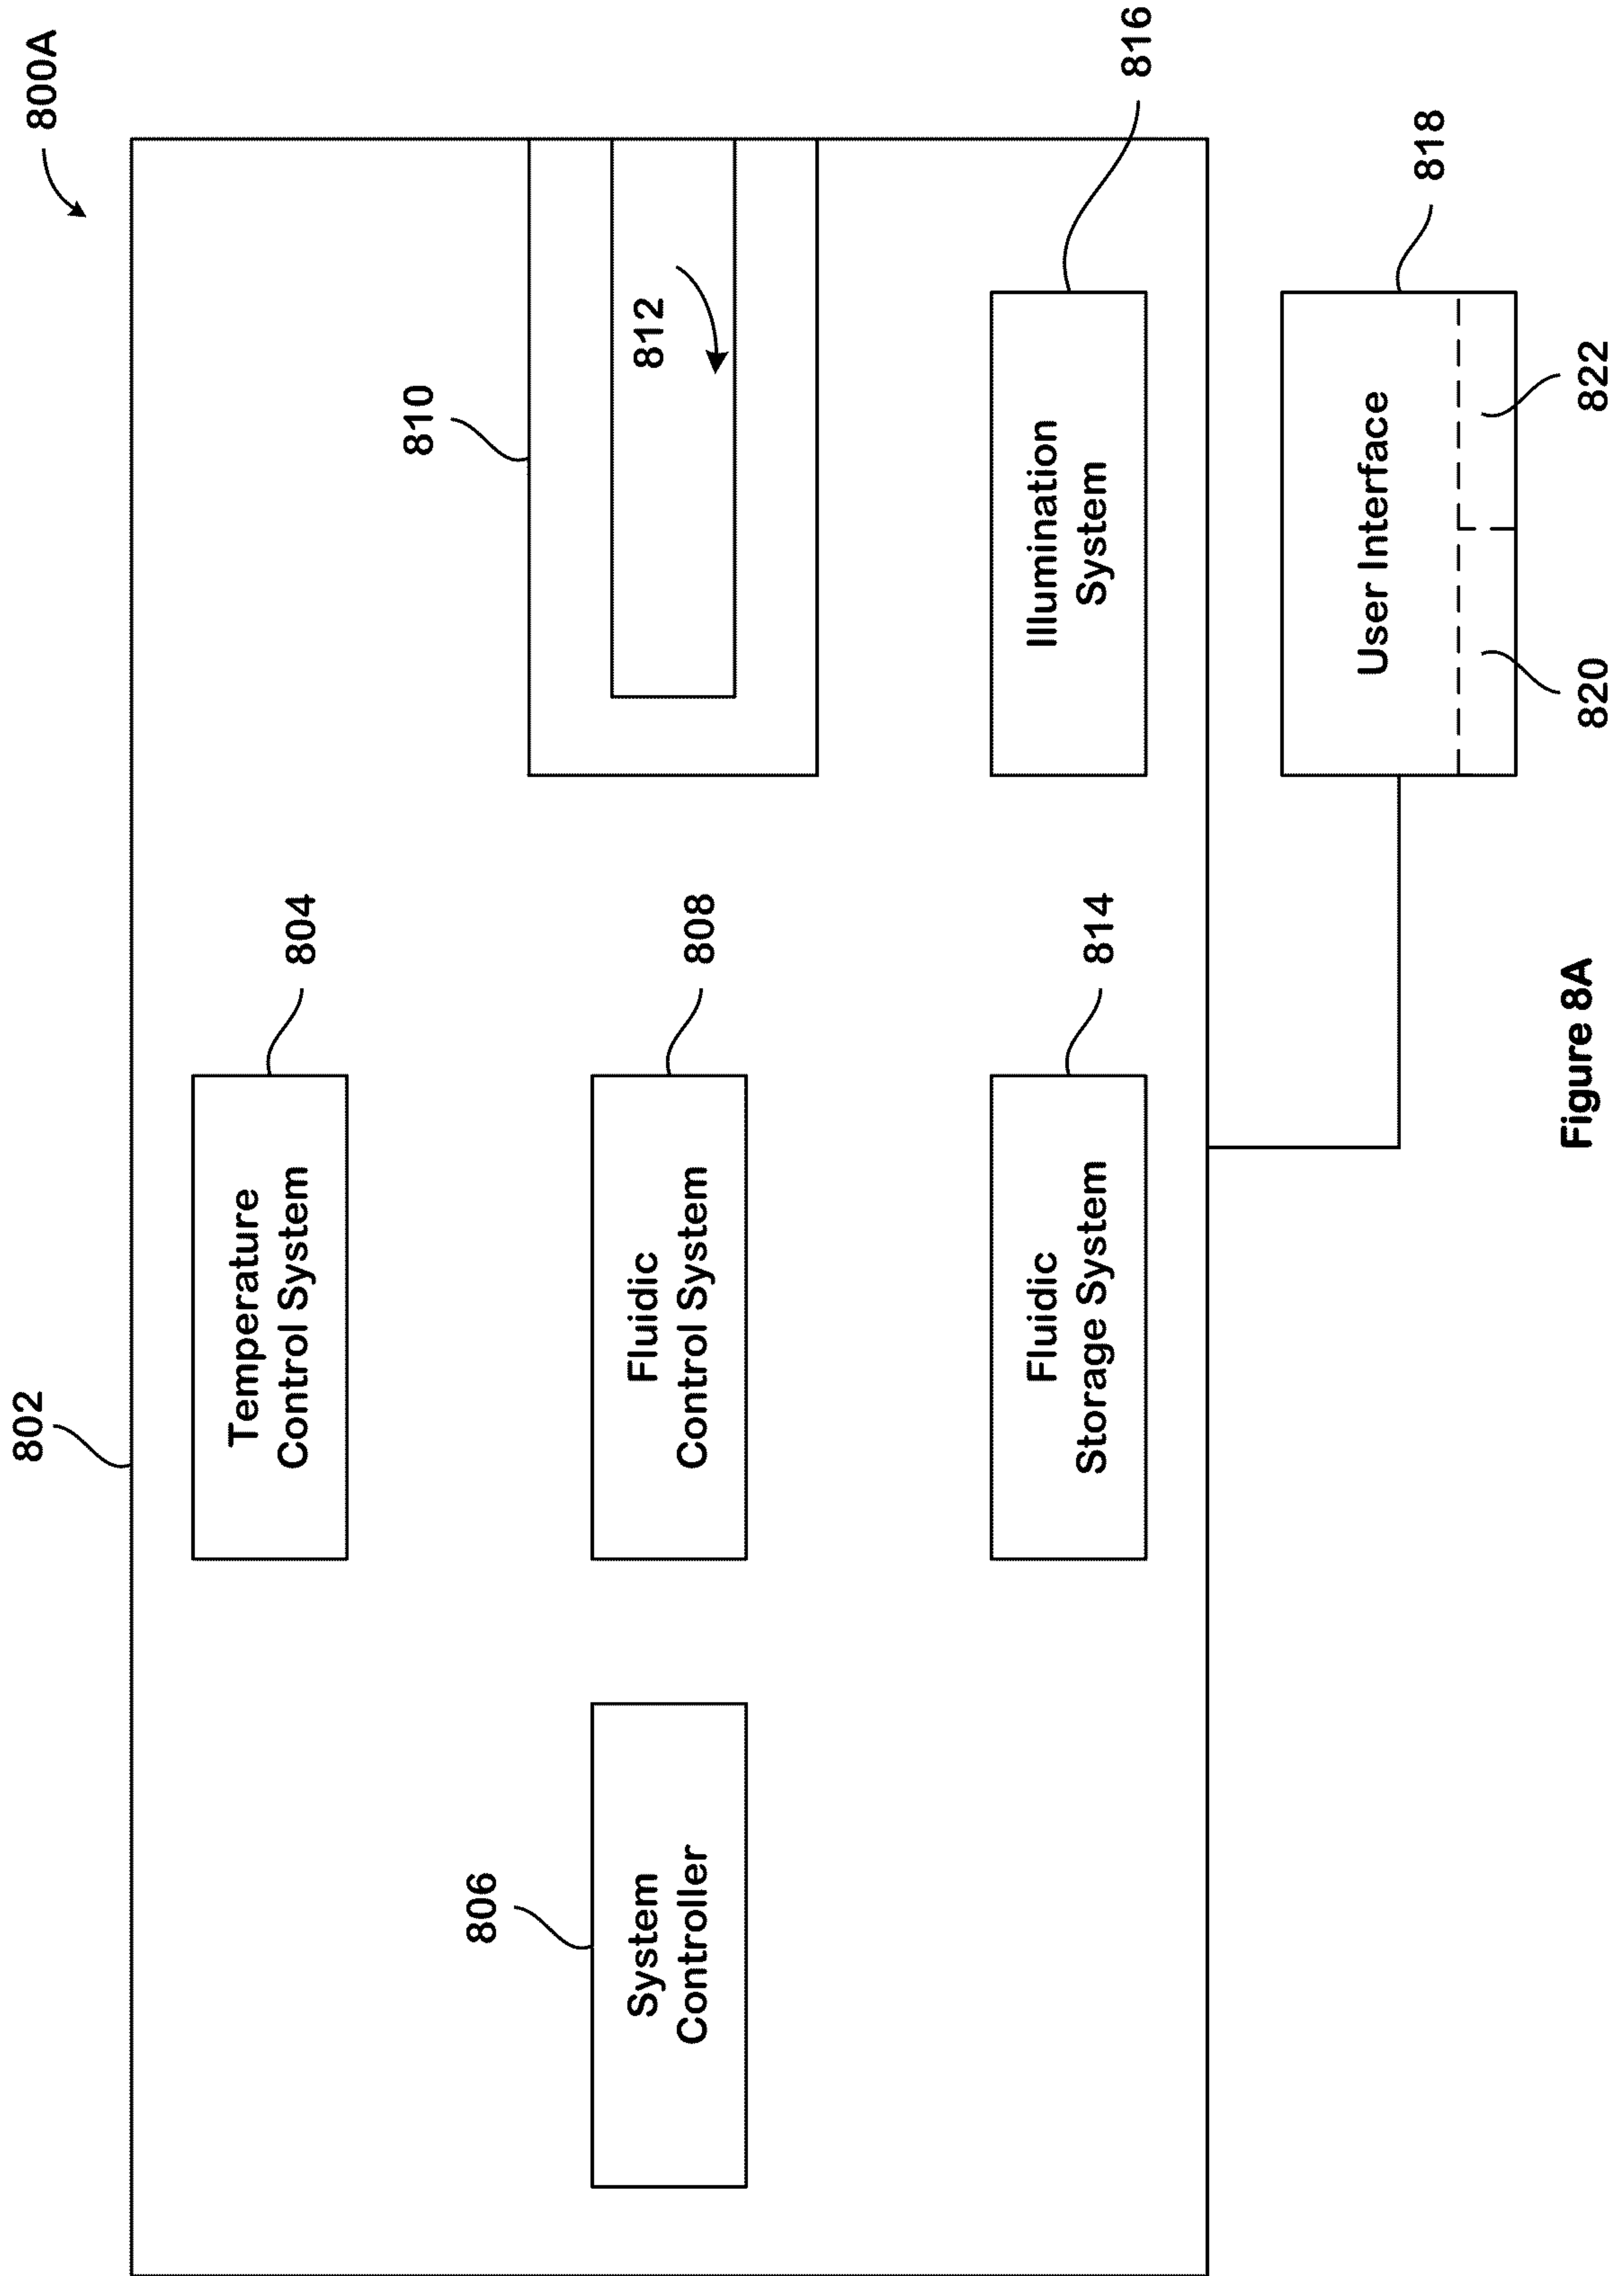 800A
802
Temperature
Control System
804
806
System
Controller
Fluidic
Control System
808
810
812
Fluidic
Storage System
814
Illumination
System
816
User Interface
818
820
822
Figure 8A